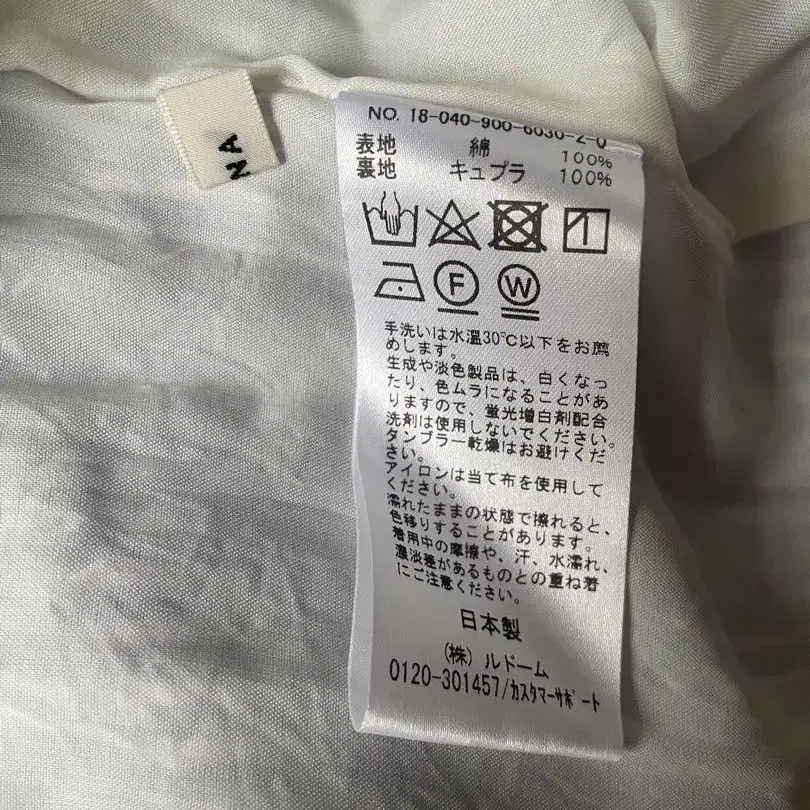 NA
NO. 18-040-900-6030-2-0
表地 綿 100%
裏地 キュプラ 100%
F W
手洗いは水温30℃以下をお薦
めします。
生成や淡色製品は、白くなっ
たり、色ムラになることがあ
りますので、蛍光増白剤配合
洗剤は使用しないでください。
タンブラー乾燥はお避けくだ
さい。
アイロンは当て布を使用して
ください。
濡れたままの状態で擦れると、
色移りすることがあります。
着用中の摩擦や、汗、水濡れ、
濃淡差があるものとの重ね着
にご注意ください。
日本製
(株) ルドーム
0120-301457/カスタマーサポート